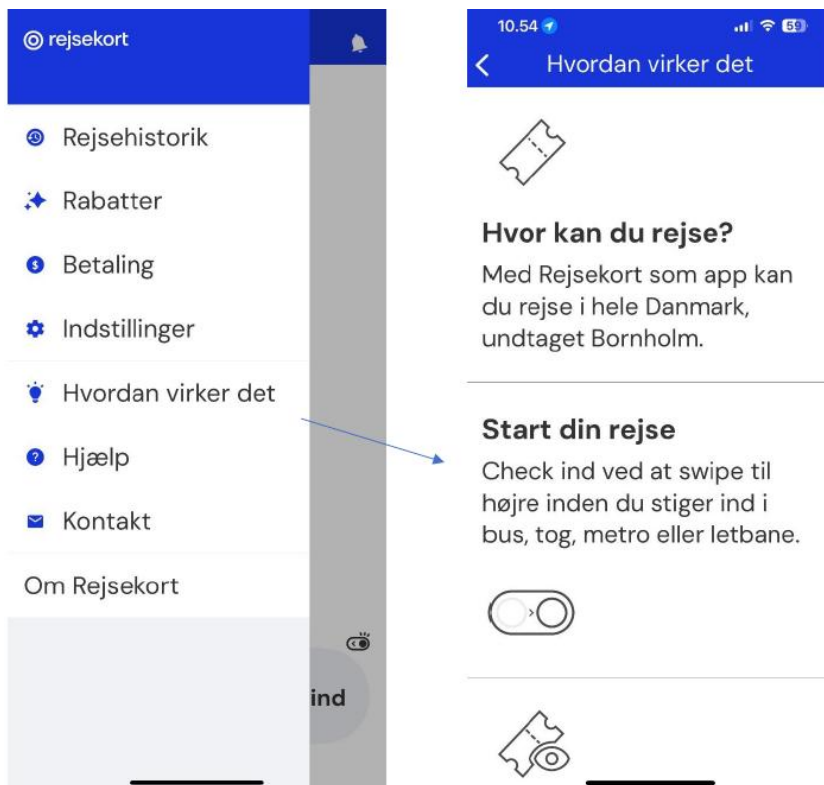 rejsekort
Rejsehistorik
Rabatter
Betaling
Indstillinger
Hvordan virker det
Hjælp
Kontakt
Om Rejsekort
ind
10.54
59
Hvordan virker det
Hvor kan du rejse?
Med Rejsekort som app kan
du rejse i hele Danmark,
undtaget Bornholm.
Start din rejse
Check ind ved at swipe til
højre inden du stiger ind i
bus, tog, metro eller letbane.